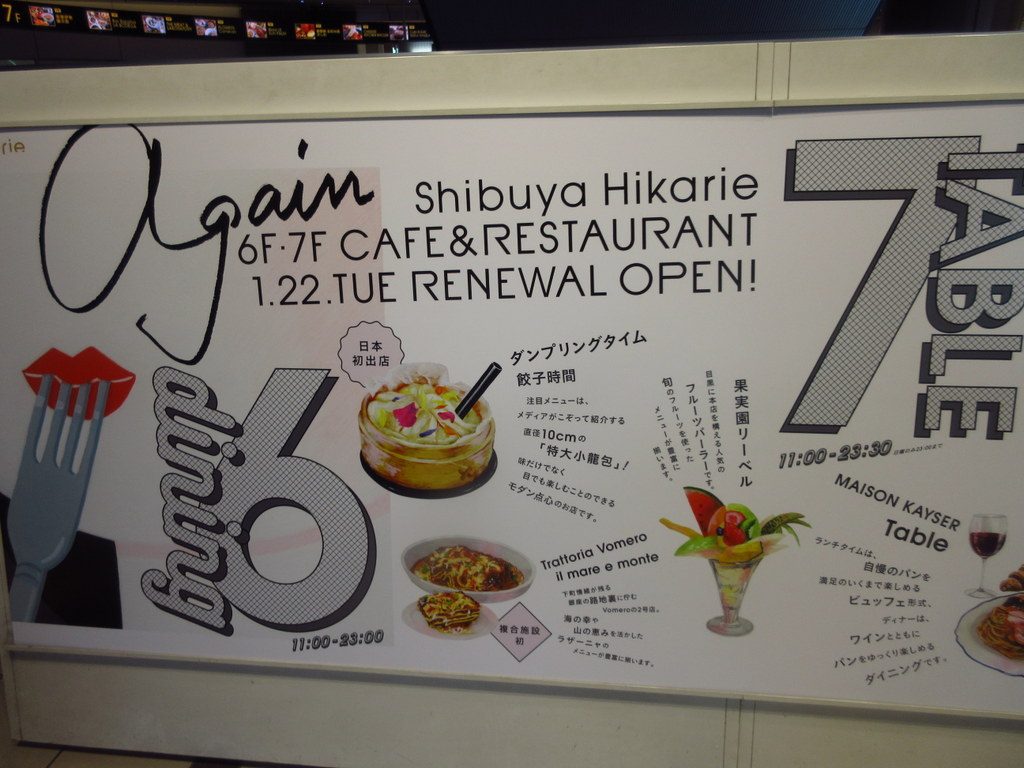 7F
rie
again
Shibuya Hikarie
6F·7F CAFE&RESTAURANT
1.22.TUE RENEWAL OPEN!
dining
6
11:00-23:00
日本
初出店
ダンプリングタイム
餃子時間
注目メニューは、
メディアがこぞって紹介する
直径10cmの
「特大小籠包」!
味だけでなく
目でも楽しむことのできる
モダン点心のお店です。
Trattoria Vomero
il mare e monte
下町情緒が残る
銀座の路地裏に佇む
Vomeroの2号店。
海の幸や
山の恵みを活かした
ラザーニャの
メニューが豊富に揃います。
複合施設
初
果実園リーベル
目黒に本店を構える人気の
フルーツパーラーです。
旬のフルーツを使った
メニューが豊富に
揃います。
7
TABLE
11:00-23:30
日曜のみ23:00まで
MAISON KAYSER
Table
ランチタイムは、
自慢のパンを
満足のいくまで楽しめる
ビュッフェ形式、
ディナーは、
ワインとともに
パンをゆっくり楽しめる
ダイニングです。